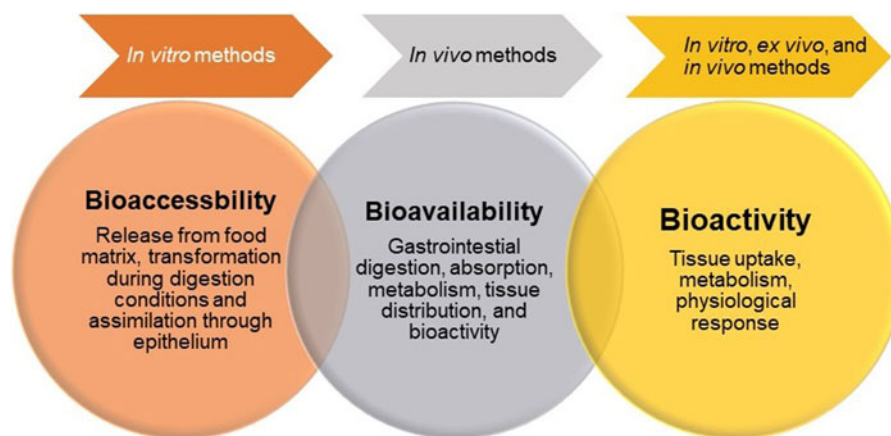 In vitro methods
In vivo methods
In vitro, ex vivo, and
in vivo methods
Bioaccessbility
Release from food
matrix, transformation
during digestion
conditions and
assimilation through
epithelium
Bioavailability
Gastrointestial
digestion, absorption,
metabolism, tissue
distribution, and
bioactivity
Bioactivity
Tissue uptake,
metabolism,
physiological
response